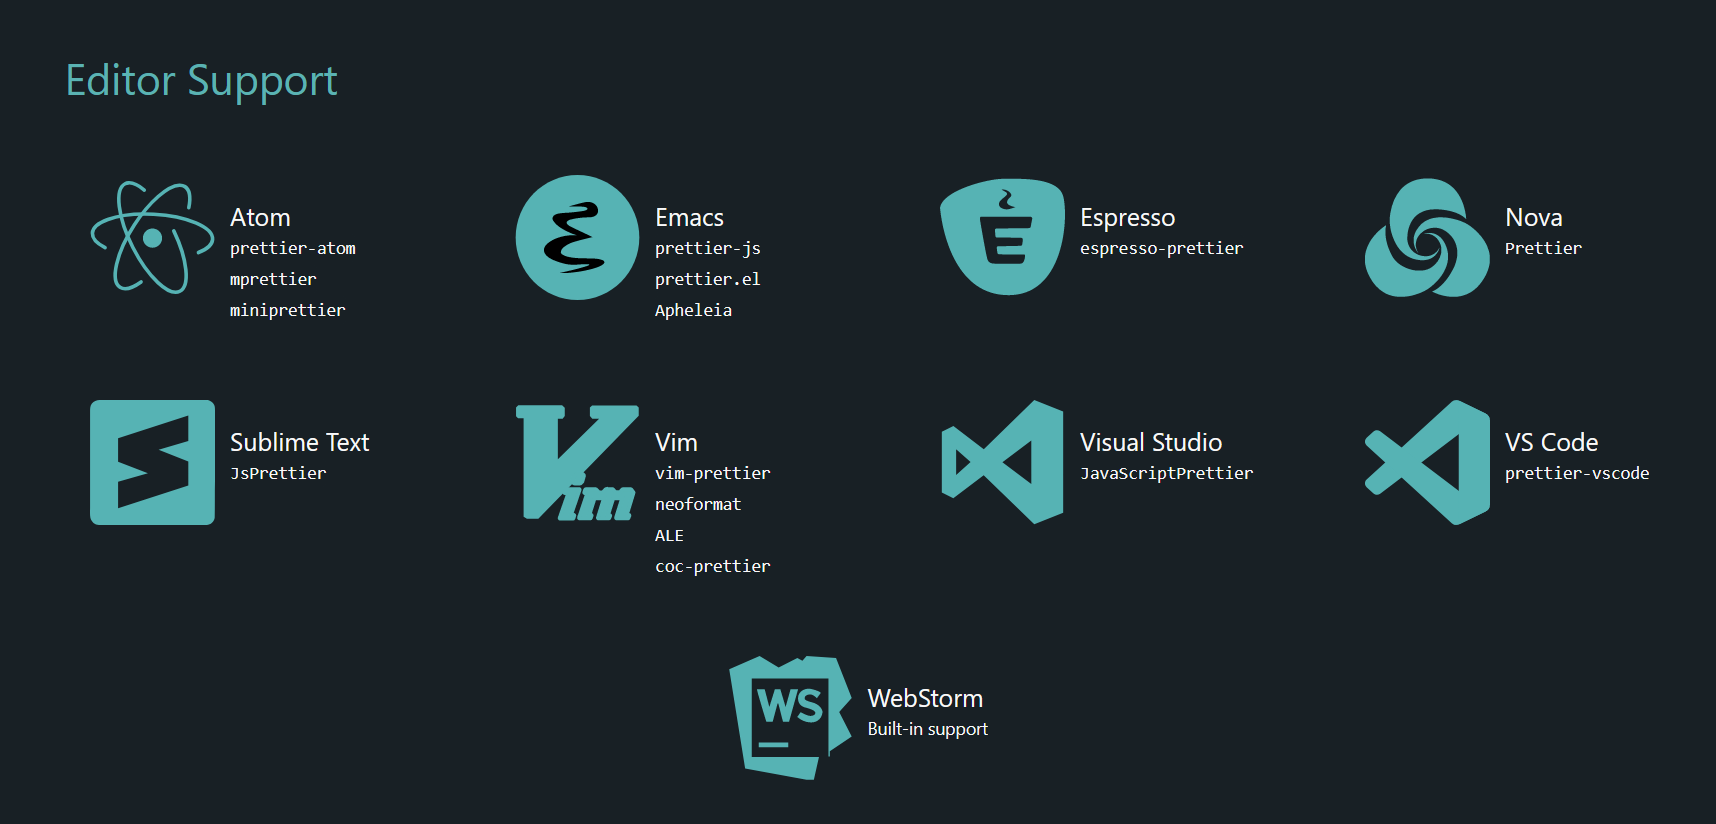 Editor Support
Atom
prettier-atom
mprettier
miniprettier
Emacs
prettier-js
prettier.el
Apheleia
Espresso
espresso-prettier
Nova
Prettier
Sublime Text
JsPrettier
Vim
vim-prettier
neoformat
ALE
coc-prettier
Visual Studio
JavaScriptPrettier
VS Code
prettier-vscode
WS
WebStorm
Built-in support